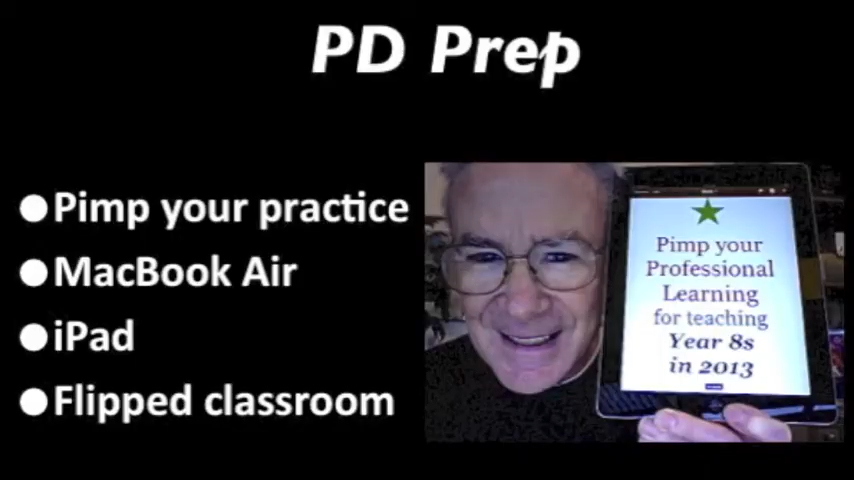 PD Prep
Pimp your practice
MacBook Air
iPad
Flipped classroom
Pimp your
Professional
Learning
for teaching
Year 8s
in 2013